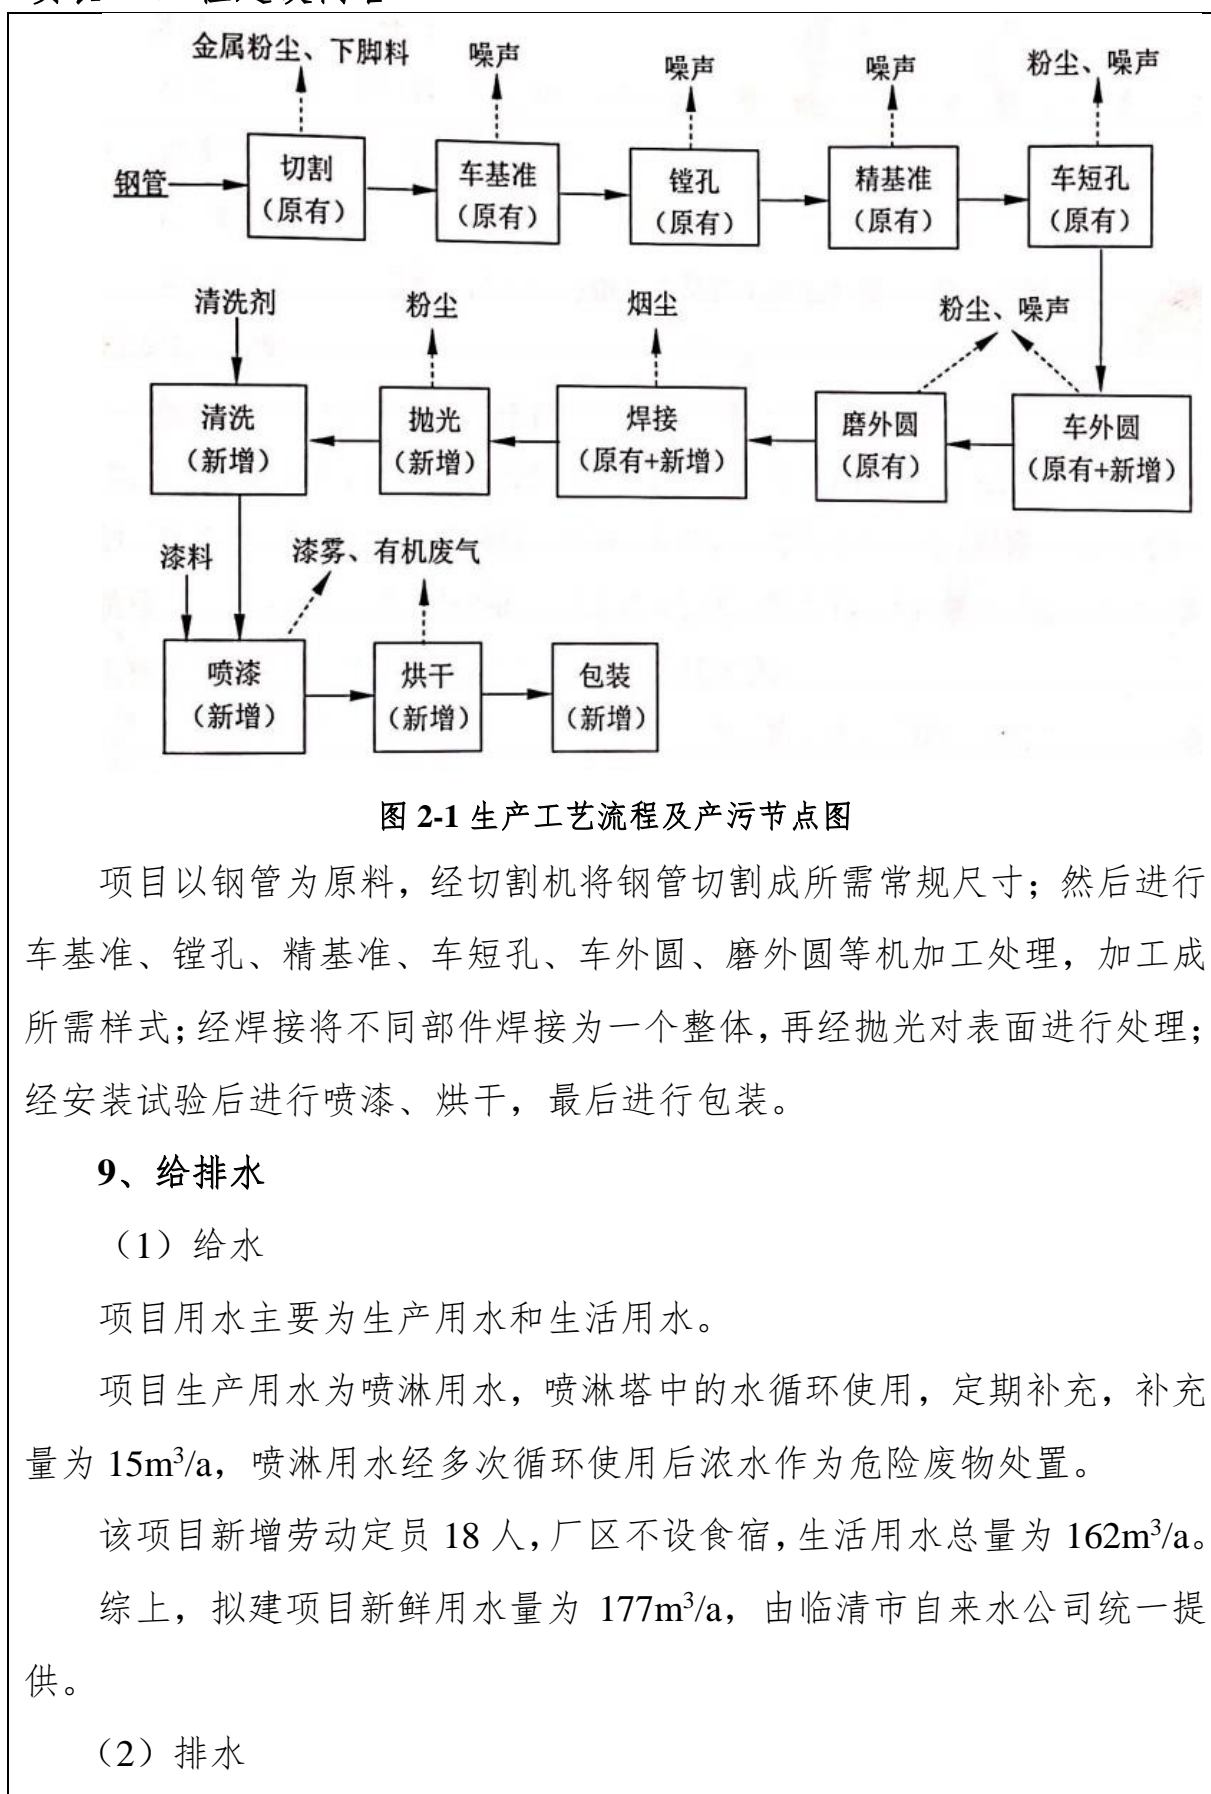 金属粉尘、下脚料
噪声
噪声
噪声
粉尘、噪声
钢管
切割
（原有）
车基准
（原有）
镗孔
（原有）
精基准
（原有）
车短孔
（原有）
清洗剂
粉尘
烟尘
粉尘、噪声
清洗
（新增）
抛光
（新增）
焊接
（原有+新增）
磨外圆
（原有）
车外圆
（原有+新增）
漆料
漆雾、有机废气
喷漆
（新增）
烘干
（新增）
包装
（新增）
图 2-1 生产工艺流程及产污节点图
项目以钢管为原料，经切割机将钢管切割成所需常规尺寸；然后进行
车基准、镗孔、精基准、车短孔、车外圆、磨外圆等机加工处理，加工成
所需样式；经焊接将不同部件焊接为一个整体，再经抛光对表面进行处理；
经安装试验后进行喷漆、烘干，最后进行包装。
9、给排水
（1）给水
项目用水主要为生产用水和生活用水。
项目生产用水为喷淋用水，喷淋塔中的水循环使用，定期补充，补充
量为 15m³/a，喷淋用水经多次循环使用后浓水作为危险废物处置。
该项目新增劳动定员 18 人，厂区不设食宿，生活用水总量为 162m³/a。
综上，拟建项目新鲜用水量为 177m³/a，由临清市自来水公司统一提
供。
（2）排水